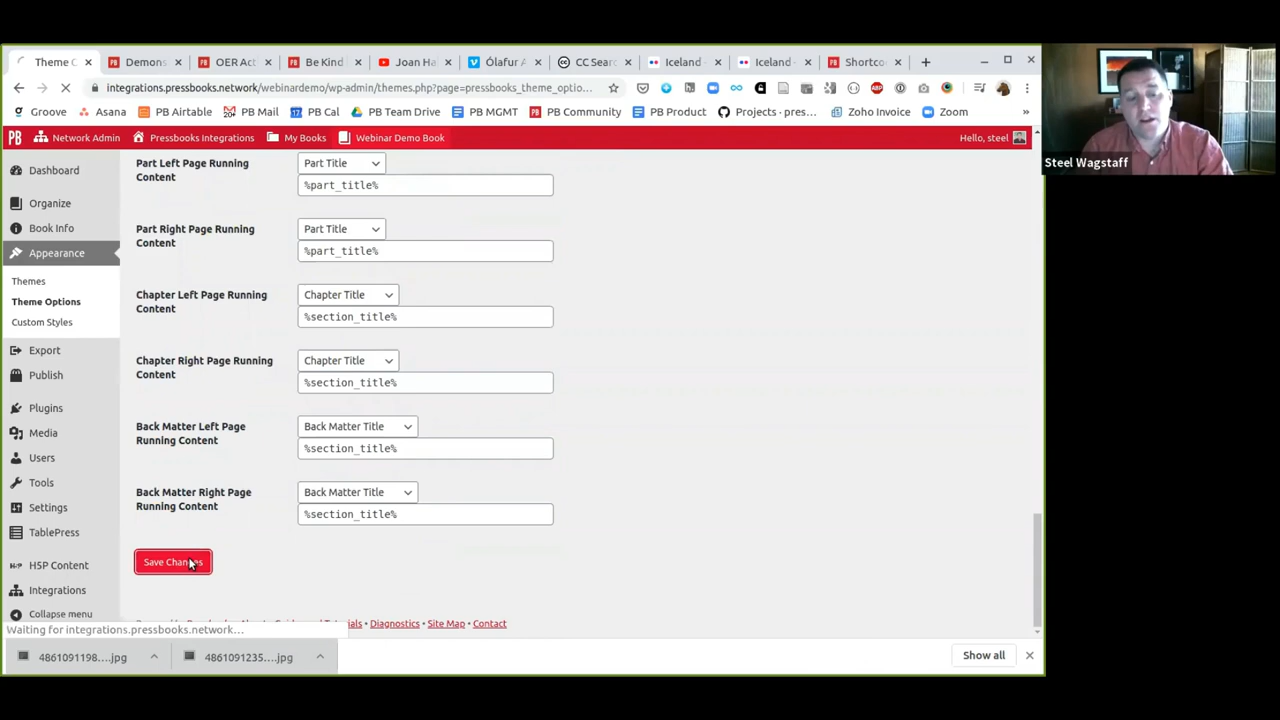 Theme C
Demons
OER Act
Be Kind
Joan Ha
Ólafur A
CC Sear
Iceland
Iceland
Shortco
integrations.pressbooks.network/webinardemo/wp-admin/themes.php?page=pressbooks_theme_optio...
Groove
Asana
PB Airtable
PB Mail
PB Cal
PB Team Drive
PB MGMT
PB Community
PB Product
Projects - pres...
Zoho Invoice
Zoom
PB
Network Admin
Pressbooks Integrations
My Books
Webinar Demo Book
Hello, steel
Steel Wagstaff
Dashboard
Organize
Book Info
Appearance
Themes
Theme Options
Custom Styles
Export
Publish
Plugins
Media
Users
Tools
Settings
TablePress
H5P Content
Integrations
Collapse menu
Part Left Page Running
Content
Part Title
%part_title%
Part Right Page Running
Content
Part Title
%part_title%
Chapter Left Page Running
Content
Chapter Title
%section_title%
Chapter Right Page Running
Content
Chapter Title
%section_title%
Back Matter Left Page
Running Content
Back Matter Title
%section_title%
Back Matter Right Page
Running Content
Back Matter Title
%section_title%
Save Changes
Diagnostics • Site Map • Contact
Waiting for integrations.pressbooks.network...
4861091198....jpg
4861091235....jpg
Show all